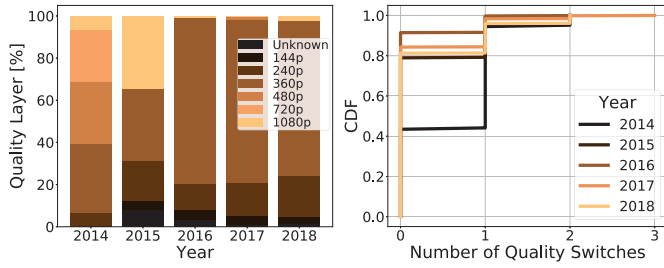 Quality Layer [%]
100
80
60
40
20
0
2014 2015 2016 2017 2018
Year
Unknown
144p
240p
360p
480p
720p
1080p
CDF
1.0
0.8
0.6
0.4
0.2
0.0
0 1 2 3
Number of Quality Switches
Year
2014
2015
2016
2017
2018